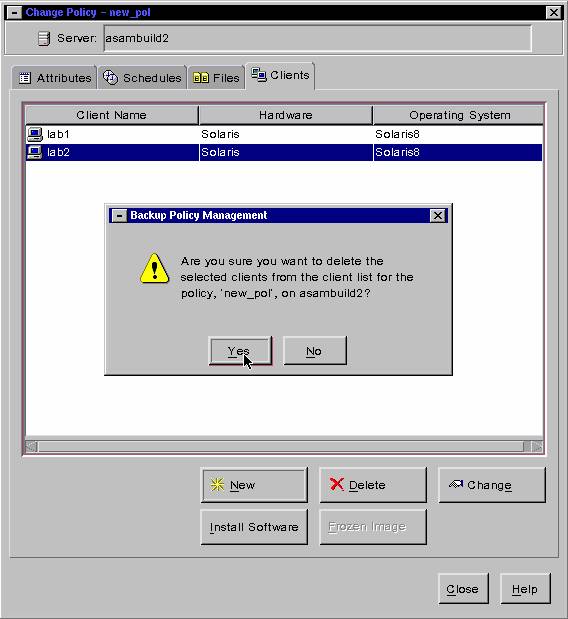 Change Policy - new_pol
Server: asambuild2
Attributes Schedules Files Clients
Client Name Hardware Operating System
lab1 Solaris Solaris8
lab2 Solaris Solaris8
Backup Policy Management
Are you sure you want to delete the
selected clients from the client list for the
policy, 'new_pol', on asambuild2?
Yes No
New Delete Change
Install Software Frozen Image
Close Help